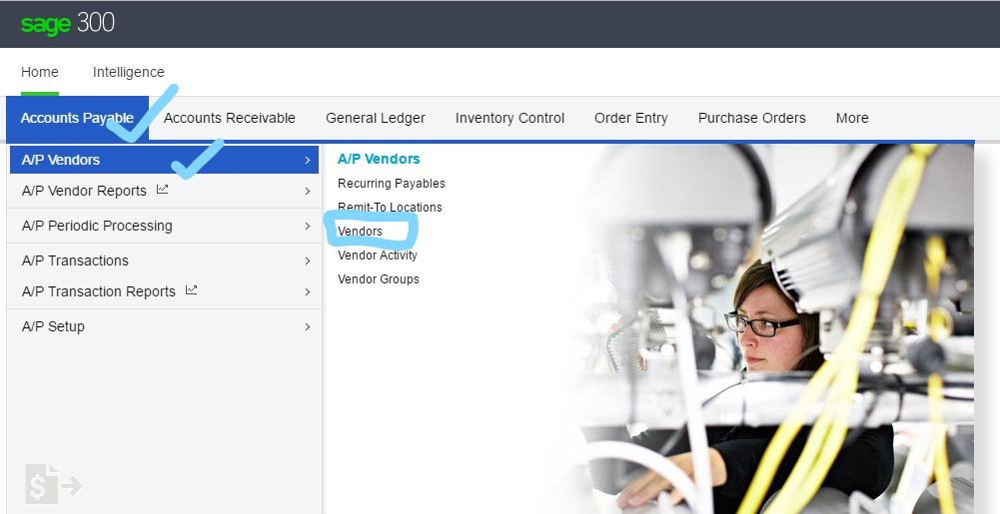 sage 300
Home Intelligence
Accounts Payable Accounts Receivable General Ledger Inventory Control Order Entry Purchase Orders More
A/P Vendors
A/P Vendor Reports
A/P Periodic Processing
A/P Transactions
A/P Transaction Reports
A/P Setup
A/P Vendors
Recurring Payables
Remit-To Locations
Vendors
Vendor Activity
Vendor Groups
$